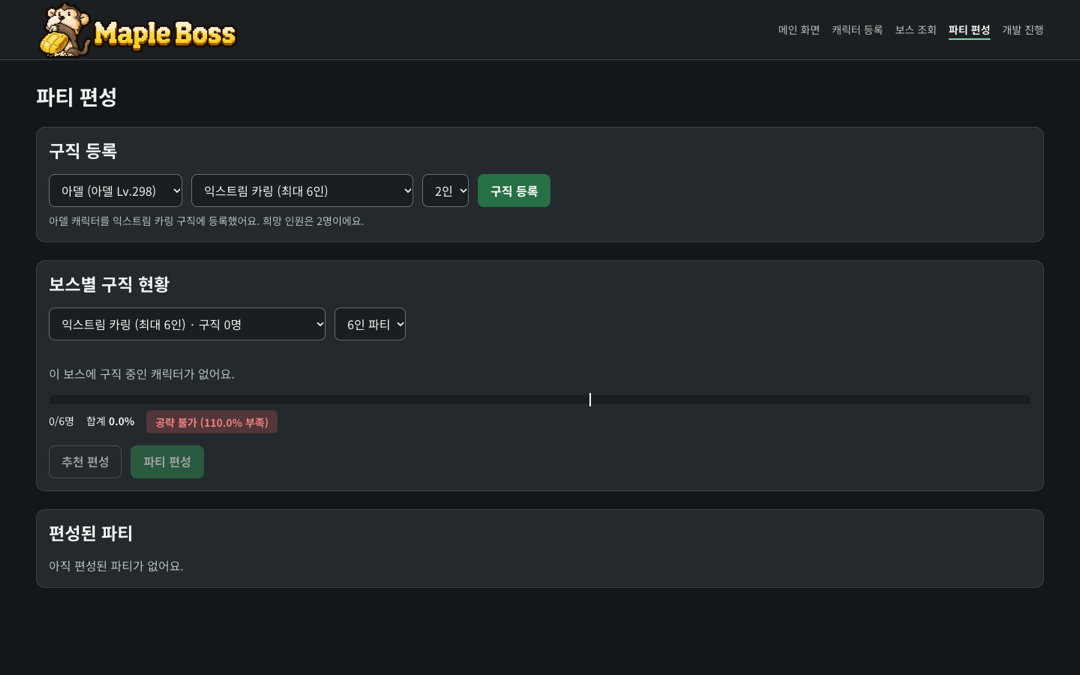 Maple Boss
메인 화면 캐릭터 등록 보스 조회 파티 편성 개발 진행
파티 편성
구직 등록
아델 (아델 Lv.298) 익스트림 카링 (최대 6인) 2인 구직 등록
아델 캐릭터를 익스트림 카링 구직에 등록했어요. 희망 인원은 2명이에요.
보스별 구직 현황
익스트림 카링 (최대 6인) · 구직 0명 6인 파티
이 보스에 구직 중인 캐릭터가 없어요.
0/6명 합계 0.0% 공략 불가 (110.0% 부족)
추천 편성 파티 편성
편성된 파티
아직 편성된 파티가 없어요.